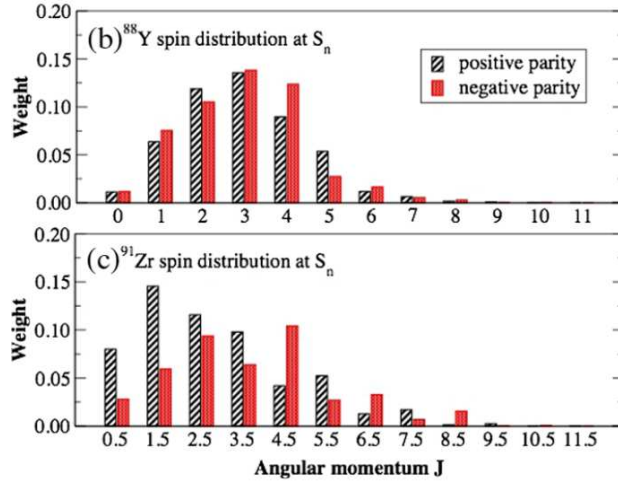 0.20
(b)⁸⁸Y spin distribution at Sₙ
positive parity
negative parity
0.15
0.10
0.05
0.00
Weight
0 1 2 3 4 5 6 7 8 9 10 11
0.20
(c)⁹¹Zr spin distribution at Sₙ
0.15
0.10
0.05
0.00
Weight
0.5 1.5 2.5 3.5 4.5 5.5 6.5 7.5 8.5 9.5 10.5 11.5
Angular momentum J